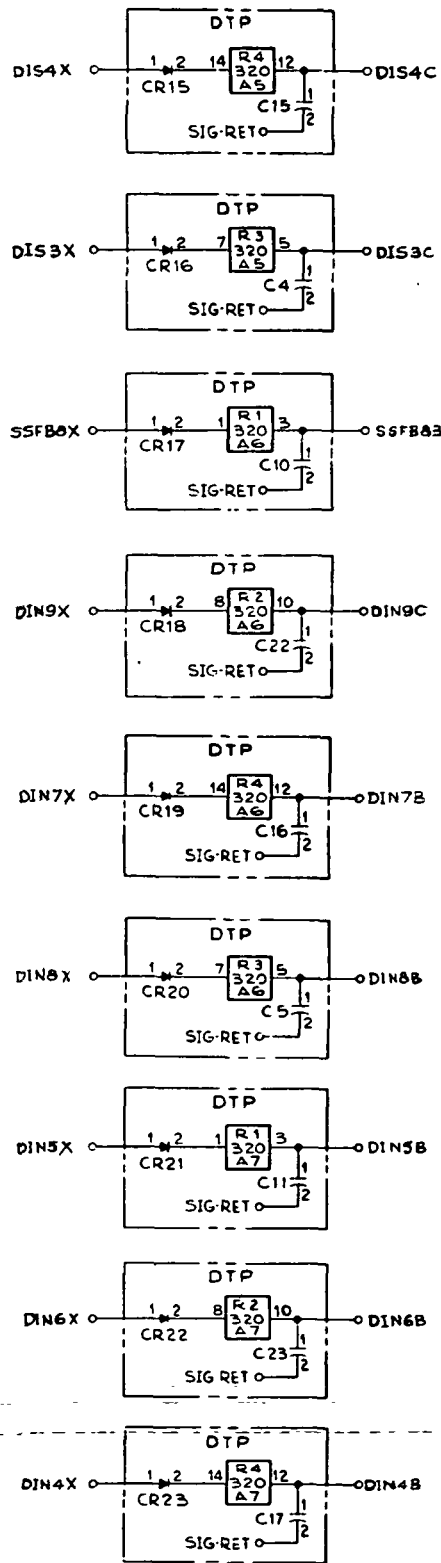 DTP
DIS4X 1 2 14 R4 12 DIS4C
CR15 320 1
A5 C15 2
SIG-RET
DTP
DIS3X 1 2 7 R3 5 DIS3C
CR16 320 1
A5 C4 2
SIG-RET
DTP
SSFB8X 1 2 1 R1 3 SSFB8B
CR17 320 1
A6 C10 2
SIG-RET
DTP
DIN9X 1 2 8 R2 10 DIN9C
CR18 320 1
A6 C22 2
SIG-RET
DTP
DIN7X 1 2 14 R4 12 DIN7B
CR19 320 1
A6 C16 2
SIG-RET
DTP
DIN8X 1 2 7 R3 5 DIN8B
CR20 320 1
A6 C5 2
SIG-RET
DTP
DIN5X 1 2 1 R1 3 DIN5B
CR21 320 1
A7 C11 2
SIG-RET
DTP
DIN6X 1 2 8 R2 10 DIN6B
CR22 320 1
A7 C23 2
SIG RET
DTP
DIN4X 1 2 14 R4 12 DIN4B
CR23 320 1
A7 C17 2
SIG-RET